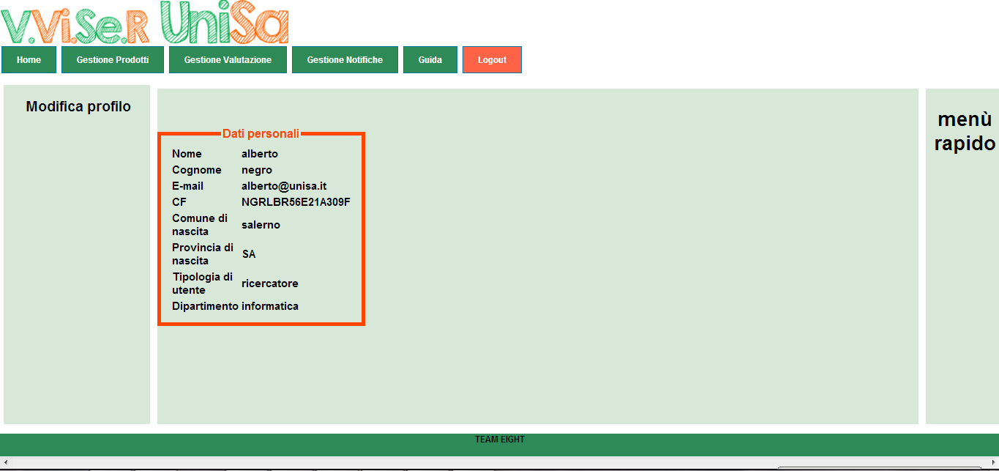 V.Vi.Se.R UniSa
Home Gestione Prodotti Gestione Valutazione Gestione Notifiche Guida Logout
Modifica profilo
Dati personali
Nome alberto
Cognome negro
E-mail alberto@unisa.it
CF NGRLBR56E21A309F
Comune di
nascita
salerno
Provincia di
nascita
SA
Tipologia di
utente
ricercatore
Dipartimento informatica
menù
rapido
TEAM EIGHT